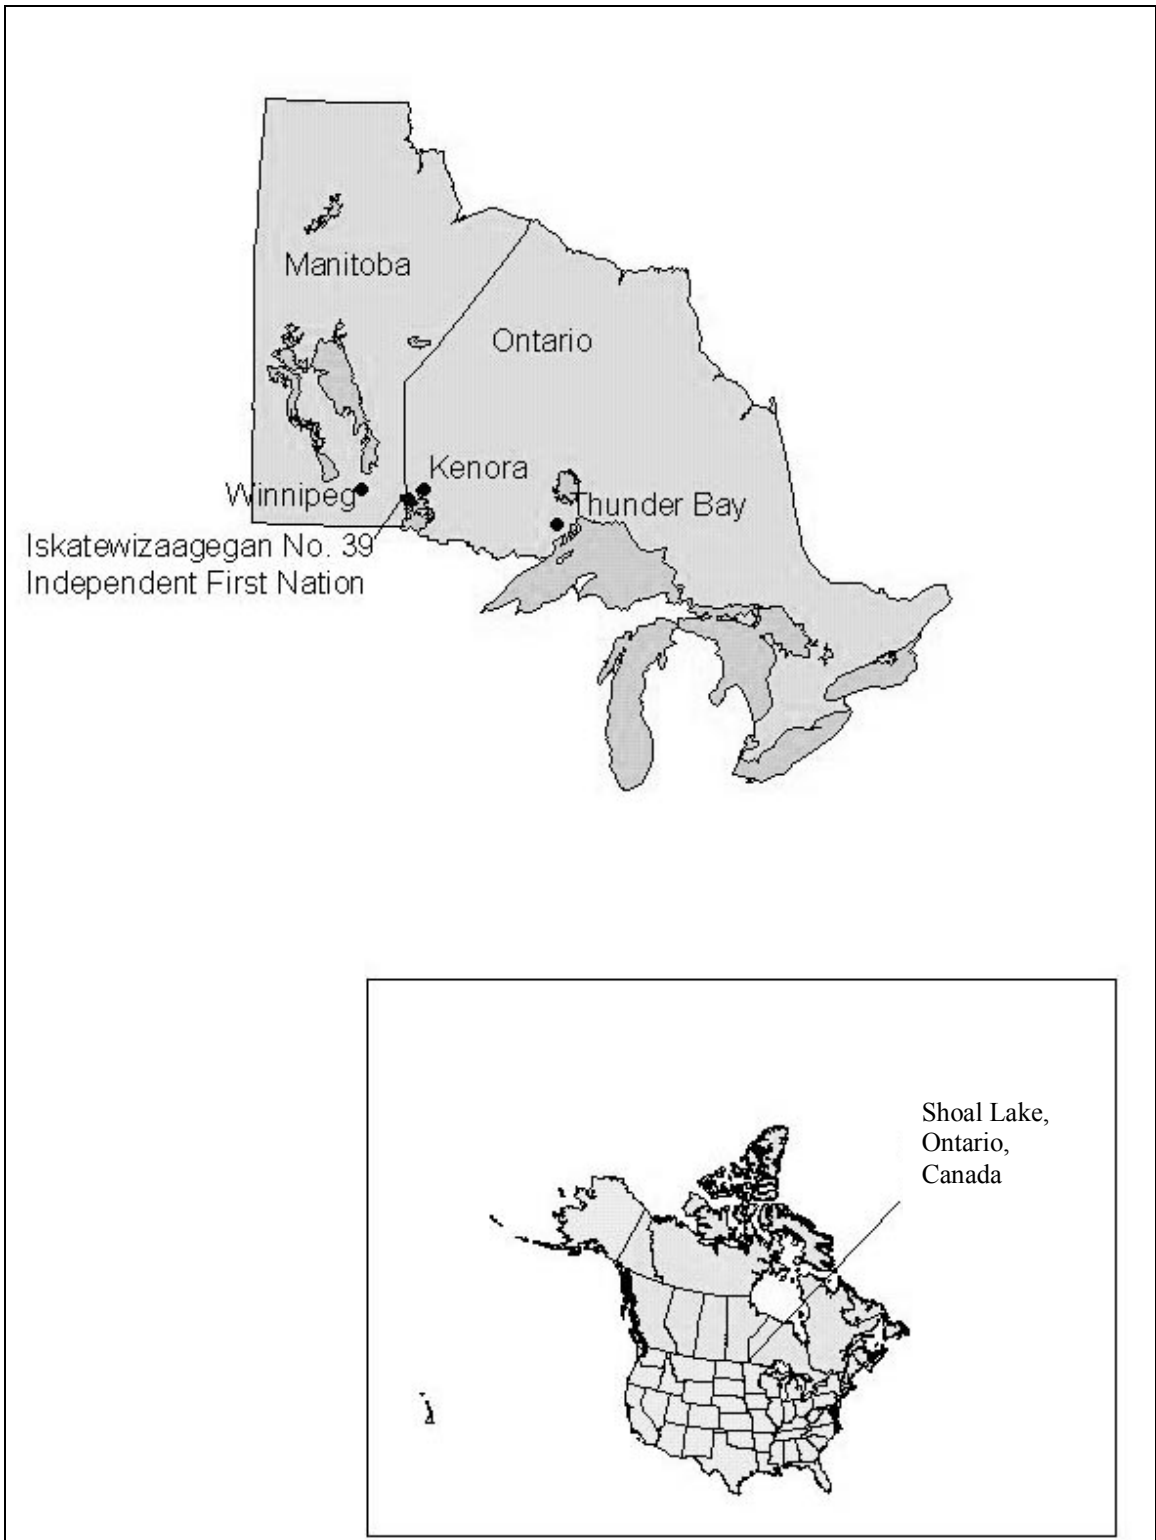 Manitoba
Ontario
Kenora
Winnipeg
Thunder Bay
Iskatewizaagegan No. 39
Independent First Nation
Shoal Lake,
Ontario,
Canada